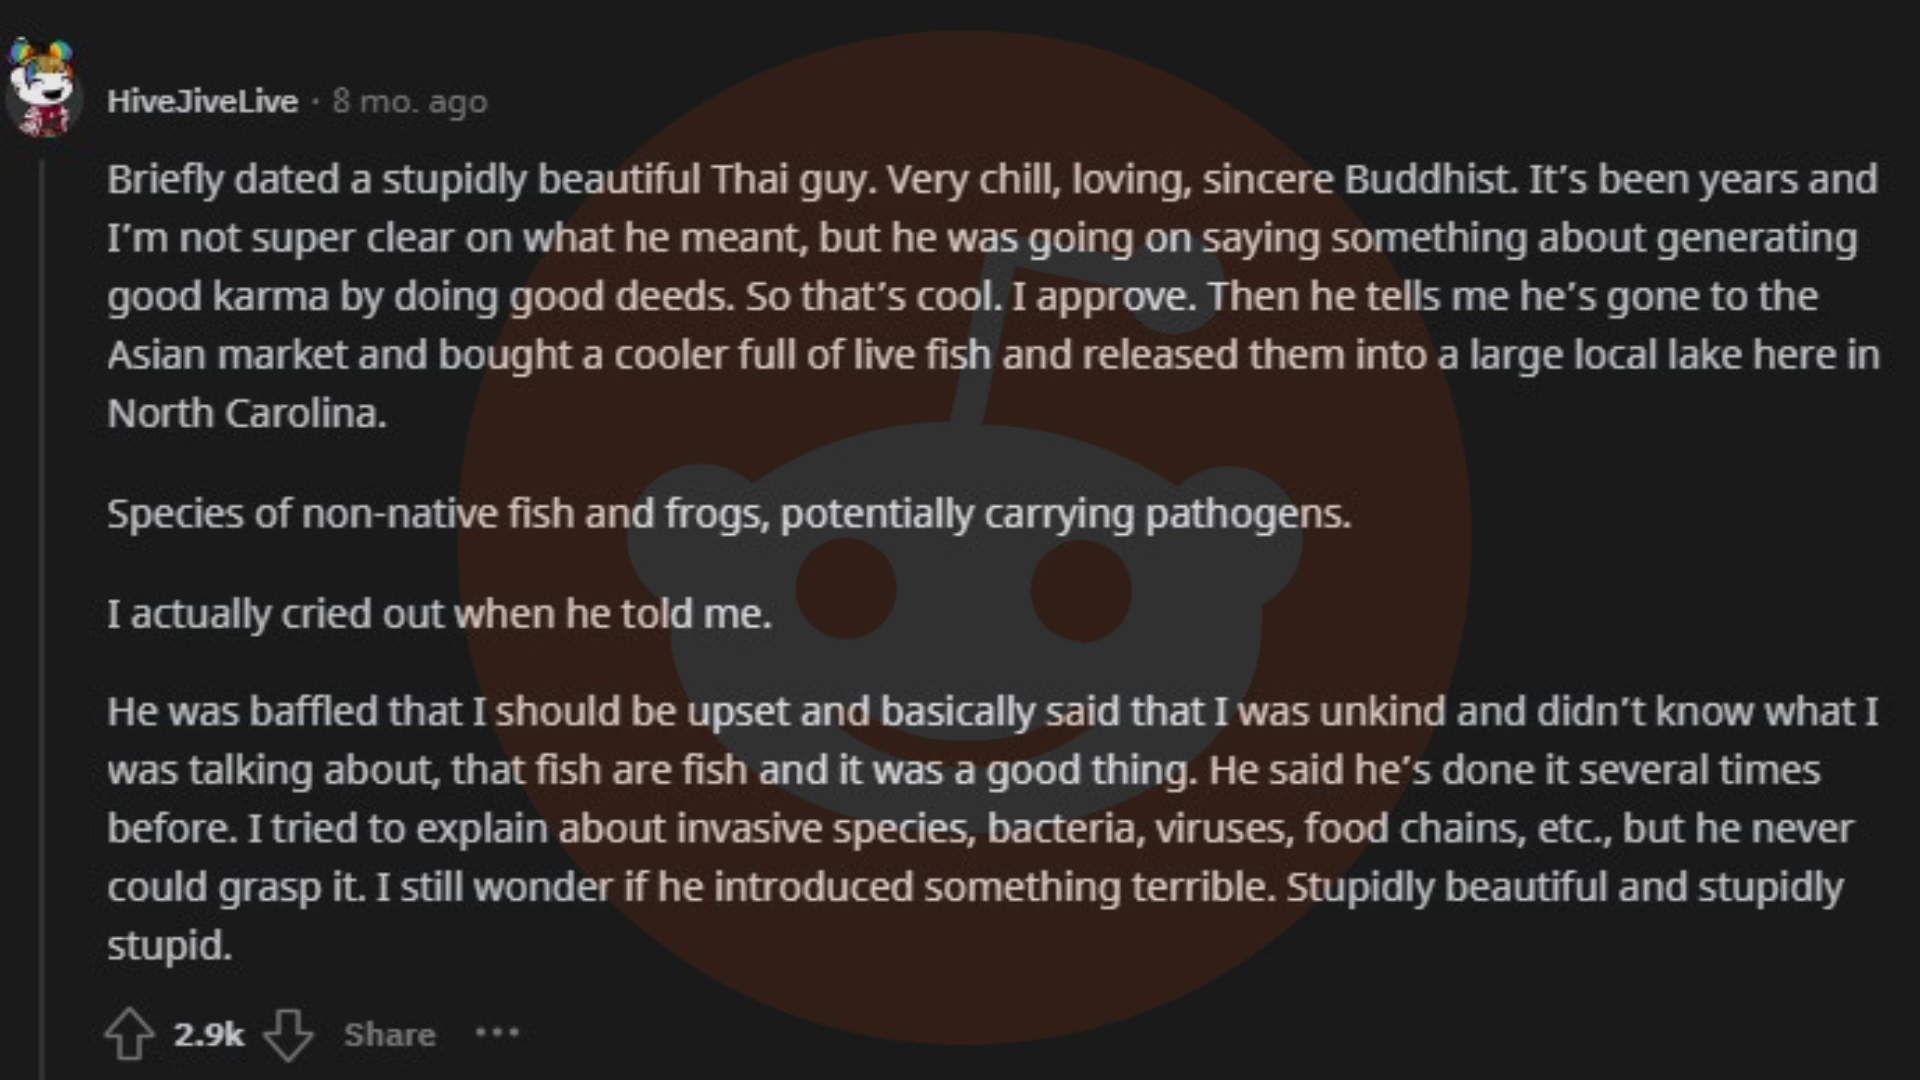 HiveJiveLive · 8 mo. ago
Briefly dated a stupidly beautiful Thai guy. Very chill, loving, sincere Buddhist. It’s been years and
I’m not super clear on what he meant, but he was going on saying something about generating
good karma by doing good deeds. So that’s cool. I approve. Then he tells me he’s gone to the
Asian market and bought a cooler full of live fish and released them into a large local lake here in
North Carolina.
Species of non-native fish and frogs, potentially carrying pathogens.
I actually cried out when he told me.
He was baffled that I should be upset and basically said that I was unkind and didn’t know what I
was talking about, that fish are fish and it was a good thing. He said he’s done it several times
before. I tried to explain about invasive species, bacteria, viruses, food chains, etc., but he never
could grasp it. I still wonder if he introduced something terrible. Stupidly beautiful and stupidly
stupid.
2.9k Share ···